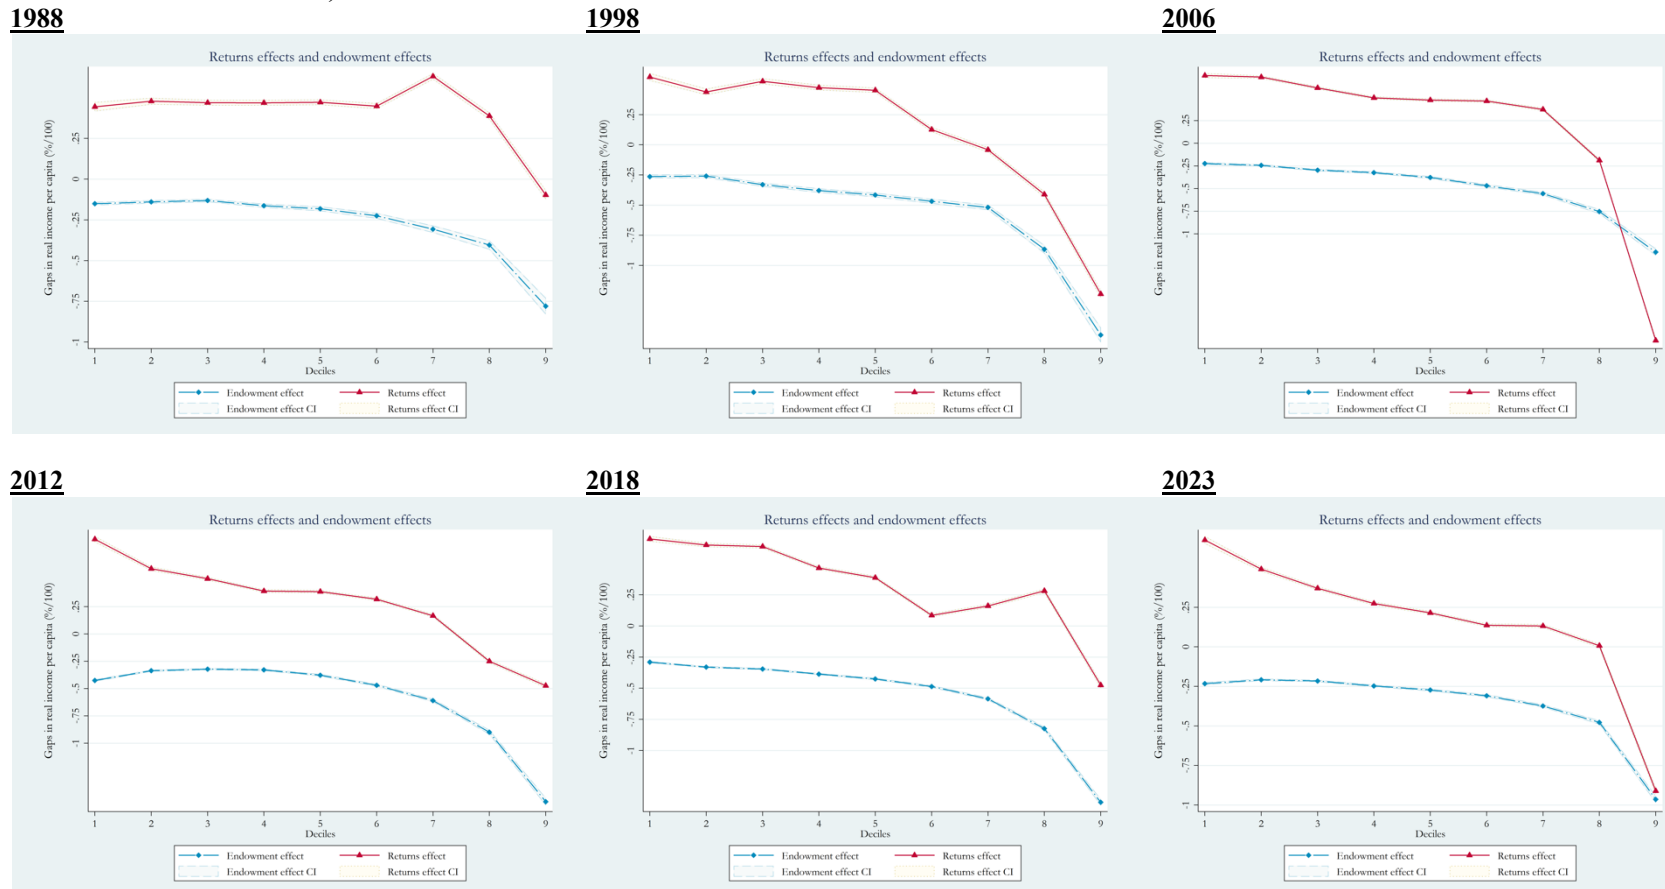 1988 1998 2006
Returns effects and endowment effects
Gaps in real income per capita (%/100)
.25
0
-.25
-.5
-.75
-1
1 2 3 4 5 6 7 8 9
Deciles
Endowment effect Returns effect
Endowment effect CI Returns effect CI
Returns effects and endowment effects
Gaps in real income per capita (%/100)
.25
0
-.25
-.5
-.75
-1
1 2 3 4 5 6 7 8 9
Deciles
Endowment effect Returns effect
Endowment effect CI Returns effect CI
Returns effects and endowment effects
Gaps in real income per capita (%/100)
.25
0
-.25
-.5
-.75
-1
1 2 3 4 5 6 7 8 9
Deciles
Endowment effect Returns effect
Endowment effect CI Returns effect CI
2012 2018 2023
Returns effects and endowment effects
Gaps in real income per capita (%/100)
.25
0
-.25
-.5
-.75
-1
1 2 3 4 5 6 7 8 9
Deciles
Endowment effect Returns effect
Endowment effect CI Returns effect CI
Returns effects and endowment effects
Gaps in real income per capita (%/100)
.25
0
-.25
-.5
-.75
-1
1 2 3 4 5 6 7 8 9
Deciles
Endowment effect Returns effect
Endowment effect CI Returns effect CI
Returns effects and endowment effects
Gaps in real income per capita (%/100)
.25
0
-.25
-.5
-.75
-1
1 2 3 4 5 6 7 8 9
Deciles
Endowment effect Returns effect
Endowment effect CI Returns effect CI